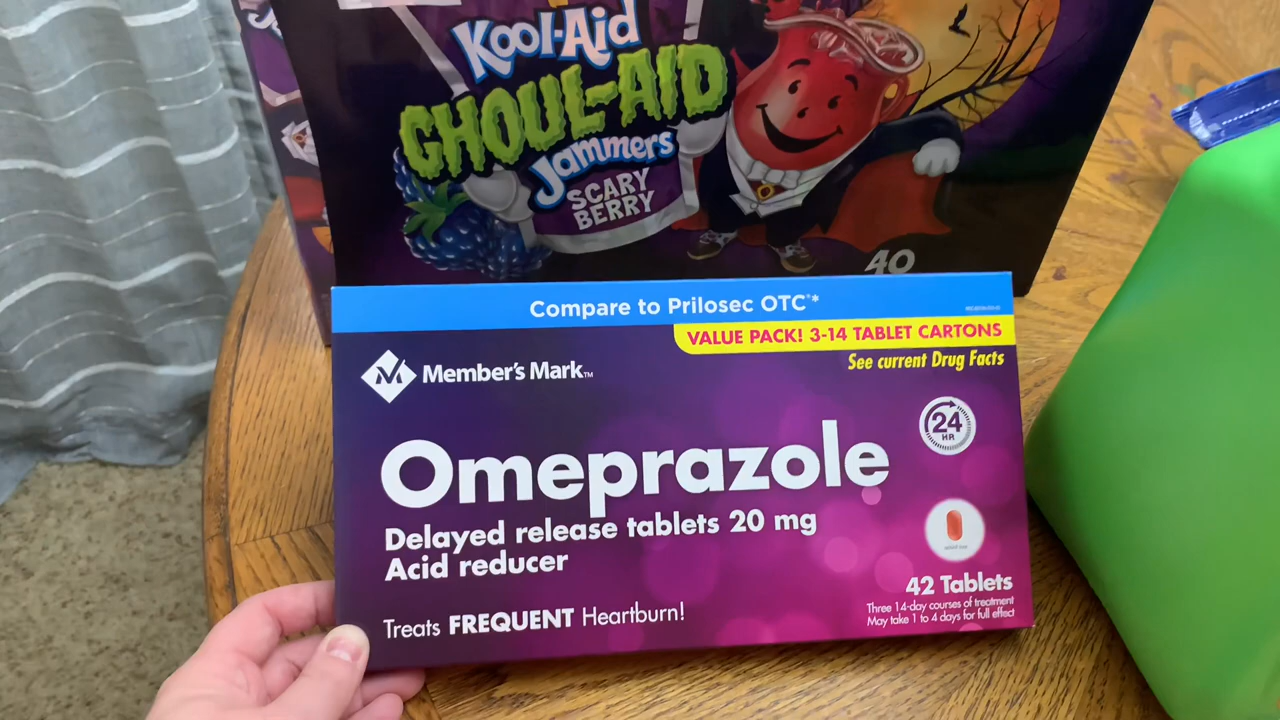 Kool-Aid
GHOUL-AID
Jammers
SCARY
BERRY
40
Compare to Prilosec OTC®*
VALUE PACK! 3-14 TABLET CARTONS
See current Drug Facts
Member's Mark™
24
HR
Omeprazole
Delayed release tablets 20 mg
Acid reducer
42 Tablets
Three 14-day courses of treatment
May take 1 to 4 days for full effect
Treats FREQUENT Heartburn!